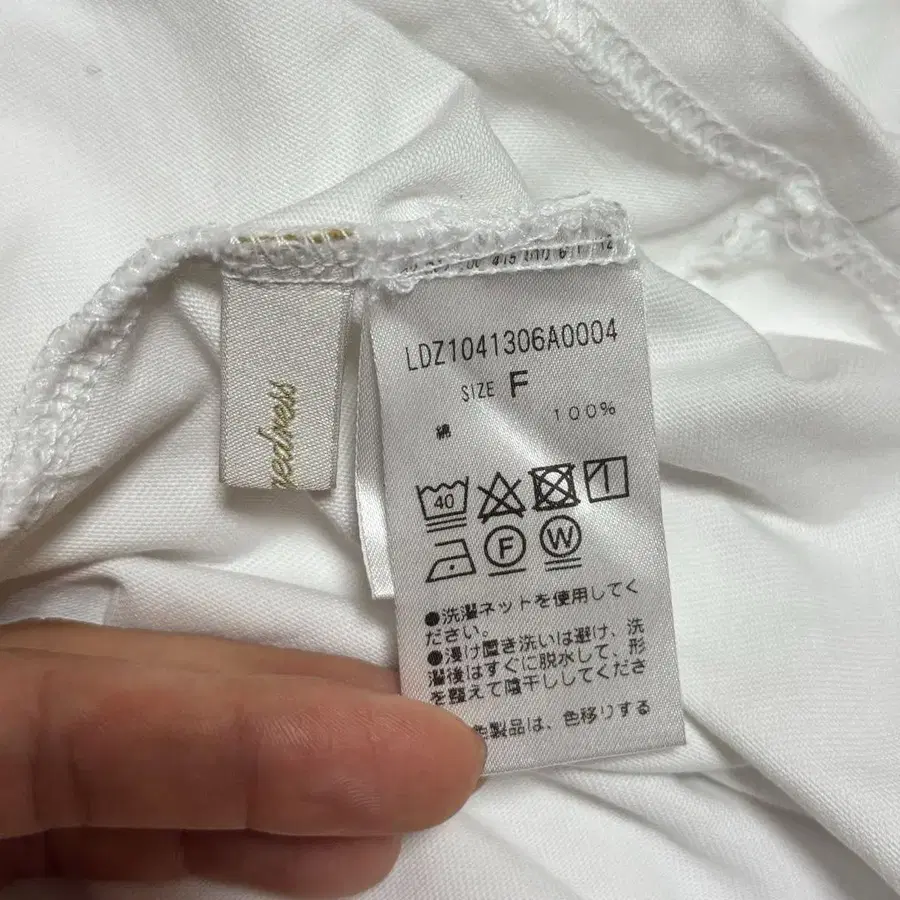 LDZ1041306A0004
SIZE F
綿 100%
40
F W
●洗濯ネットを使用してく
ださい。
●浸け置き洗いは避け、洗
濯後はすぐに脱水して、形
を整えて陰干ししてくださ
色製品は、色移りする